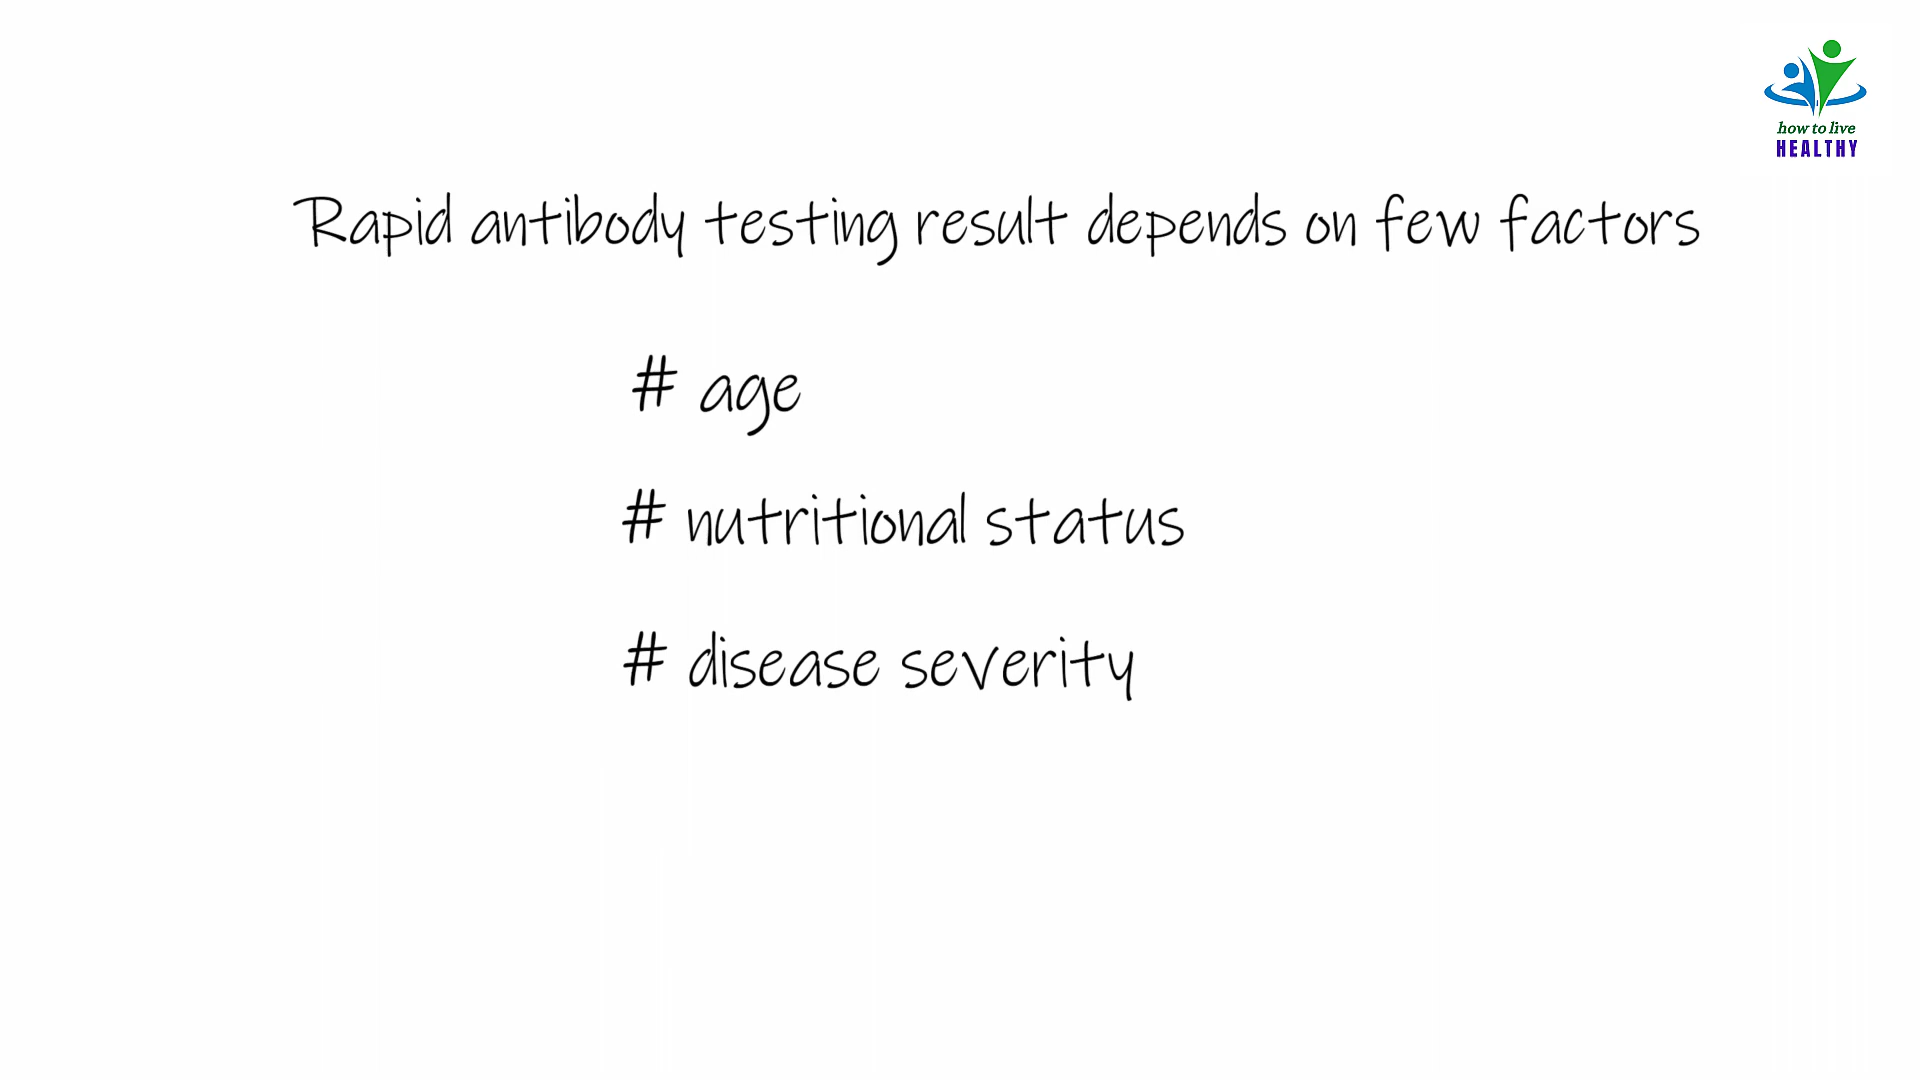 how to live
HEALTHY
Rapid antibody testing result depends on few factors
# age
# nutritional status
# disease severity